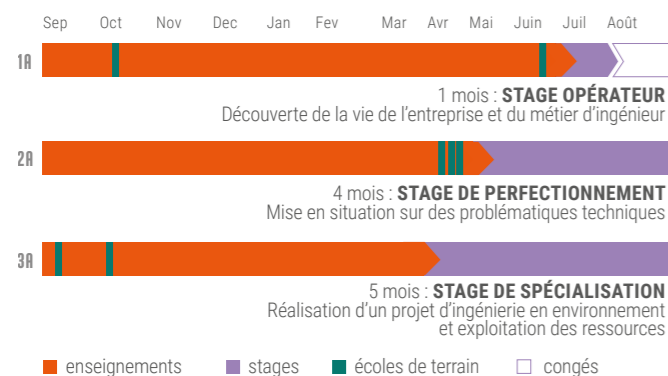 Sep Oct Nov Dec Jan Fev Mar Avr Mai Juin Juil Août
1A
1 mois : STAGE OPÉRATEUR
Découverte de la vie de l'entreprise et du métier d'ingénieur
2A
4 mois : STAGE DE PERFECTIONNEMENT
Mise en situation sur des problématiques techniques
3A
5 mois : STAGE DE SPÉCIALISATION
Réalisation d'un projet d'ingénierie en environnement
et exploitation des ressources
enseignements stages écoles de terrain congés